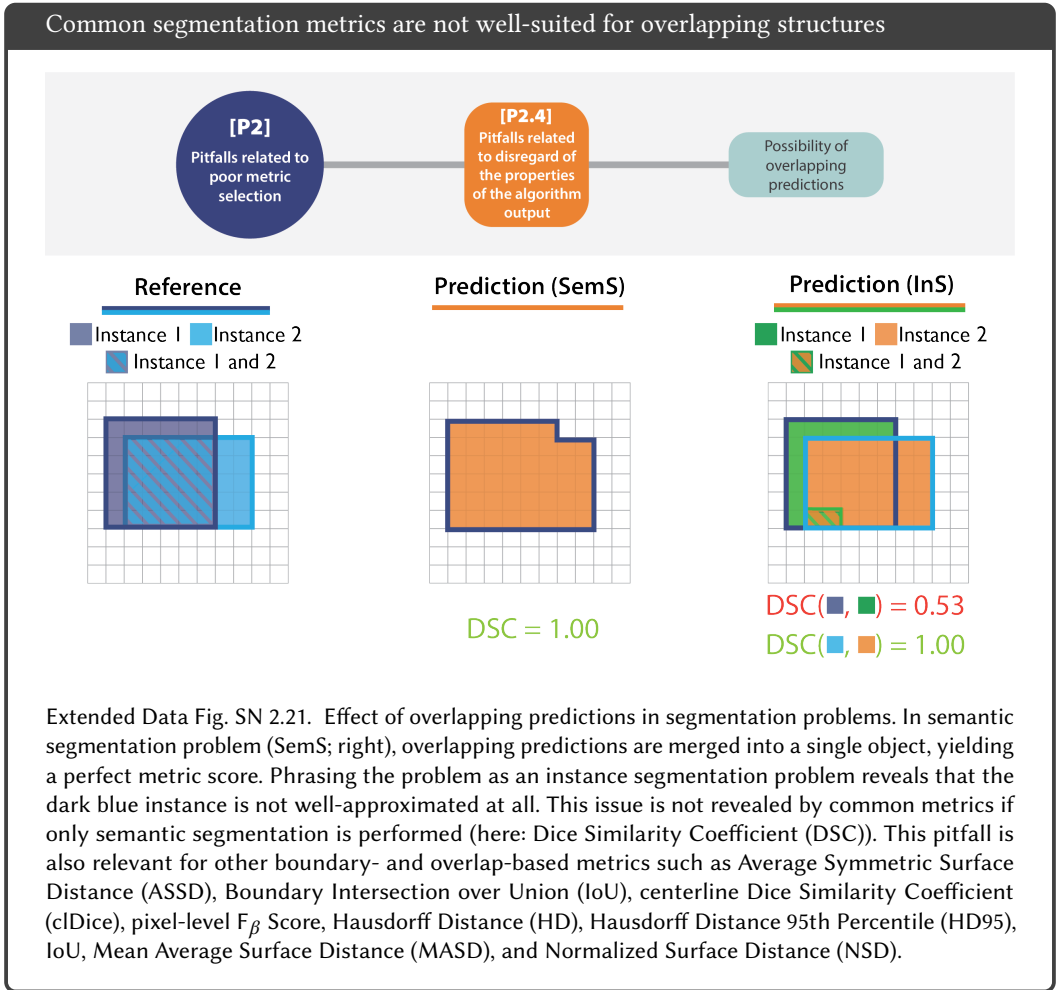 Common segmentation metrics are not well-suited for overlapping structures
[P2]
Pitfalls related to
poor metric
selection
[P2.4]
Pitfalls related
to disregard of
the properties
of the algorithm
output
Possibility of
overlapping
predictions
Reference
Instance 1 Instance 2
Instance 1 and 2
Prediction (SemS)
DSC = 1.00
Prediction (InS)
Instance 1 Instance 2
Instance 1 and 2
DSC( , ) = 0.53
DSC( , ) = 1.00
Extended Data Fig. SN 2.21. Effect of overlapping predictions in segmentation problems. In semantic
segmentation problem (SemS; right), overlapping predictions are merged into a single object, yielding
a perfect metric score. Phrasing the problem as an instance segmentation problem reveals that the
dark blue instance is not well-approximated at all. This issue is not revealed by common metrics if
only semantic segmentation is performed (here: Dice Similarity Coefficient (DSC)). This pitfall is
also relevant for other boundary- and overlap-based metrics such as Average Symmetric Surface
Distance (ASSD), Boundary Intersection over Union (IoU), centerline Dice Similarity Coefficient
(clDice), pixel-level Fβ Score, Hausdorff Distance (HD), Hausdorff Distance 95th Percentile (HD95),
IoU, Mean Average Surface Distance (MASD), and Normalized Surface Distance (NSD).